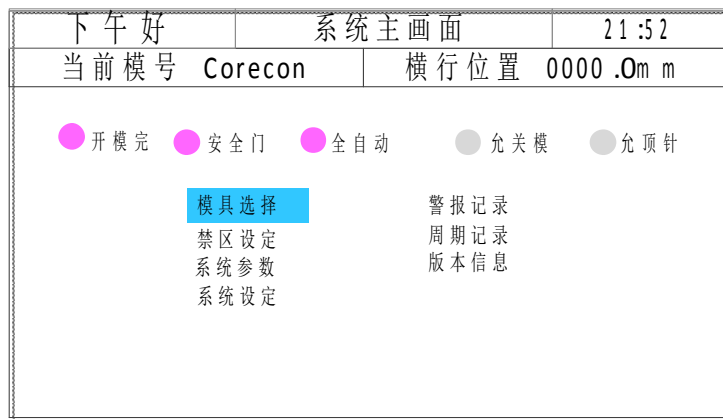 下午好 系统主画面 21:52
当前模号 Corecon 横行位置 0000.0mm
开模完 安全门 全自动 允关模 允顶针
模具选择 警报记录
禁区设定 周期记录
系统参数 版本信息
系统设定